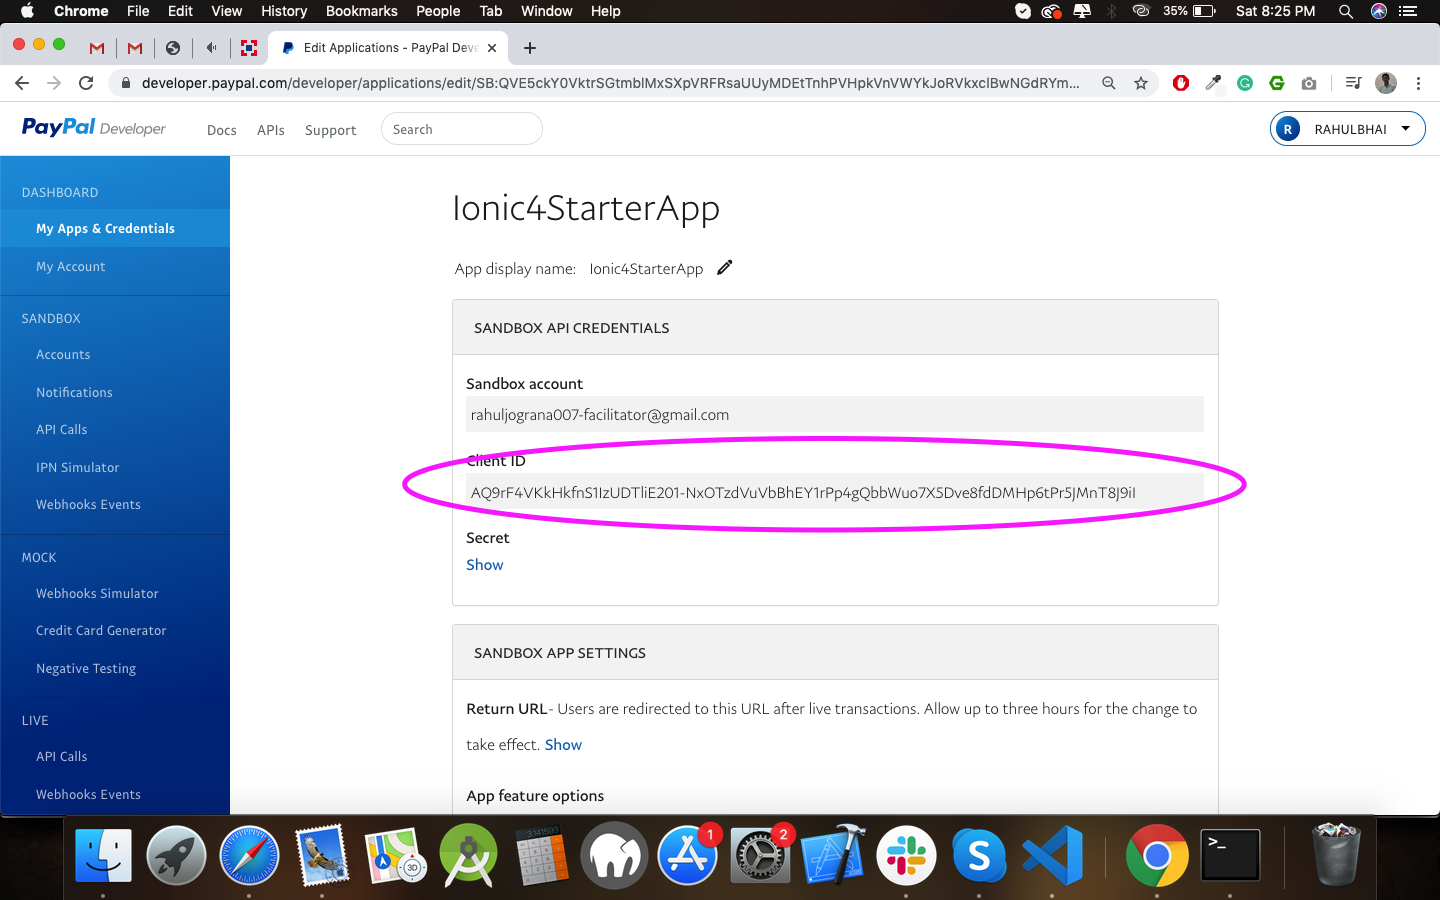 Chrome File Edit View History Bookmarks People Tab Window Help 35% Sat 8:25 PM
Edit Applications - PayPal Deve
developer.paypal.com/developer/applications/edit/SB:QVE5ckY0VktrSGtmblMxSXpVRFRsaUUyMDEtTnhPVHpkVnVWYkJoRVkxclBwNGdRYm...
PayPal Developer Docs APIs Support Search R RAHULBHAI
DASHBOARD
My Apps & Credentials
My Account
SANDBOX
Accounts
Notifications
API Calls
IPN Simulator
Webhooks Events
MOCK
Webhooks Simulator
Credit Card Generator
Negative Testing
LIVE
API Calls
Webhooks Events
Ionic4StarterApp
App display name: Ionic4StarterApp
SANDBOX API CREDENTIALS
Sandbox account
rahuljograna007-facilitator@gmail.com
Client ID
AQ9rF4VKkHkfnS1IzUDTliE201-NxOTzdVuVbBhEY1rPp4gQbbWuo7X5Dve8fdDMHp6tPr5JMnT8J9iI
Secret
Show
SANDBOX APP SETTINGS
Return URL- Users are redirected to this URL after live transactions. Allow up to three hours for the change to
take effect. Show
App feature options
3.141593
3D
1
2
S
>_